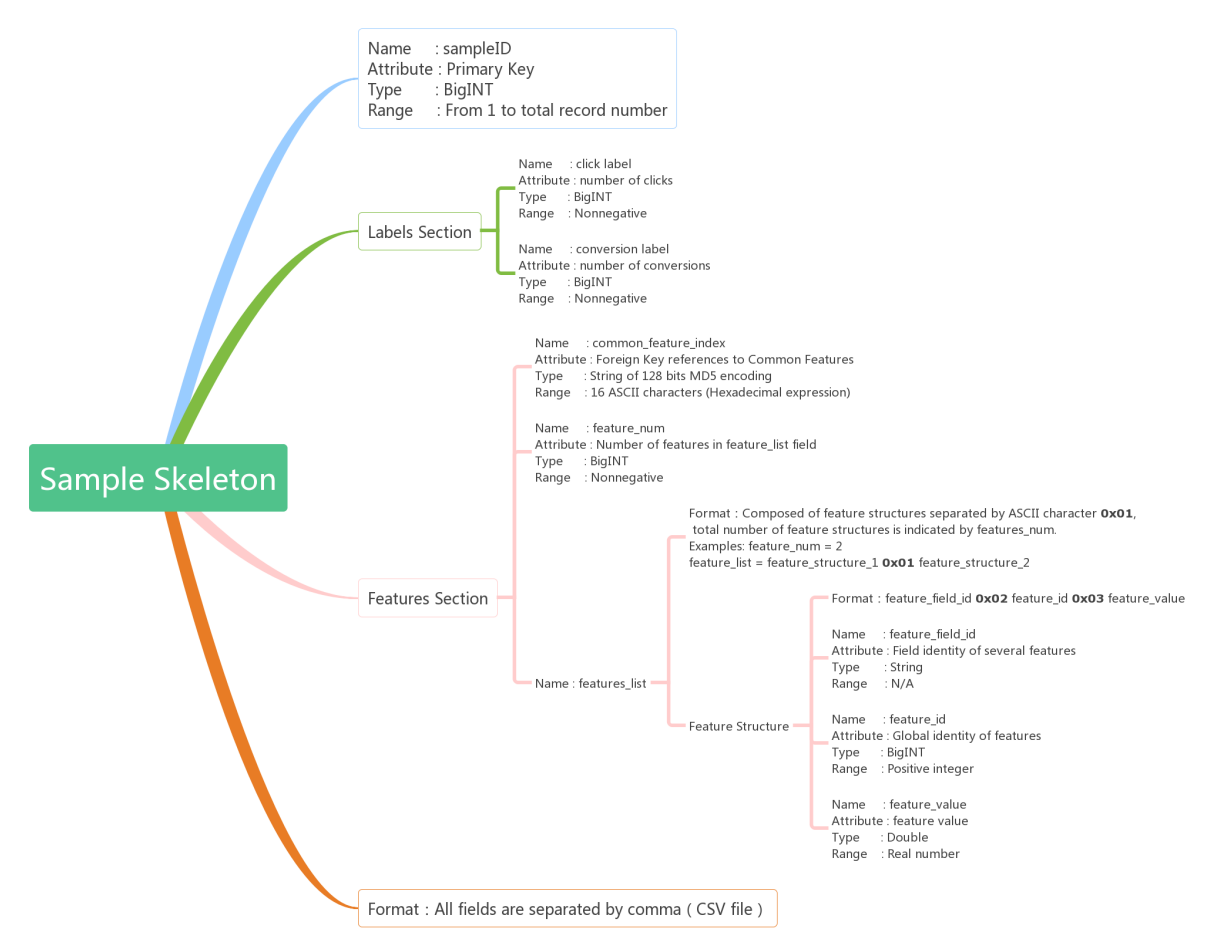 Sample Skeleton
Name : sampleID
Attribute : Primary Key
Type : BigINT
Range : From 1 to total record number
Labels Section
Name : click label
Attribute : number of clicks
Type : BigINT
Range : Nonnegative
Name : conversion label
Attribute : number of conversions
Type : BigINT
Range : Nonnegative
Features Section
Name : common_feature_index
Attribute : Foreign Key references to Common Features
Type : String of 128 bits MD5 encoding
Range : 16 ASCII characters (Hexadecimal expression)
Name : feature_num
Attribute : Number of features in feature_list field
Type : BigINT
Range : Nonnegative
Name : features_list
Format : Composed of feature structures separated by ASCII character 0x01,
total number of feature structures is indicated by features_num.
Examples: feature_num = 2
feature_list = feature_structure_1 0x01 feature_structure_2
Feature Structure
Format : feature_field_id 0x02 feature_id 0x03 feature_value
Name : feature_field_id
Attribute : Field identity of several features
Type : String
Range : N/A
Name : feature_id
Attribute : Global identity of features
Type : BigINT
Range : Positive integer
Name : feature_value
Attribute : feature value
Type : Double
Range : Real number
Format : All fields are separated by comma ( CSV file )